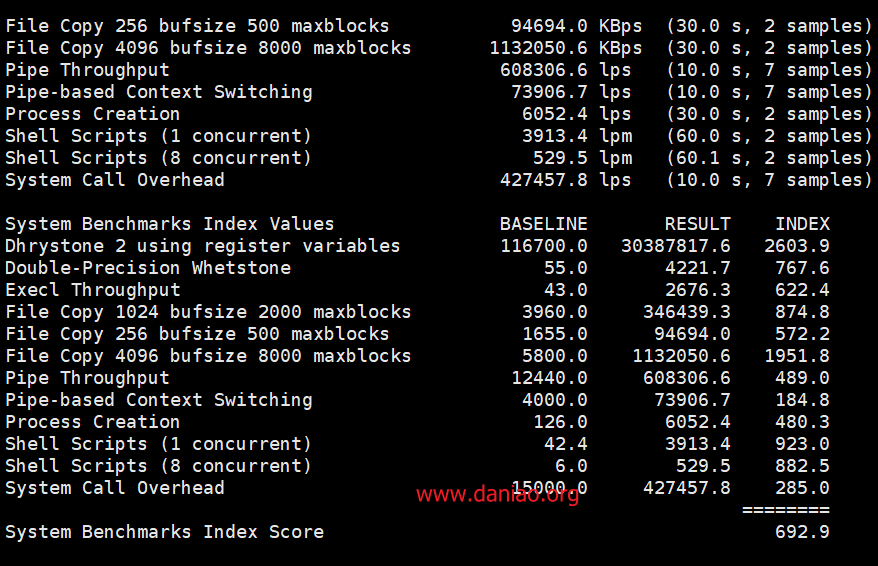 File Copy 256 bufsize 500 maxblocks 94694.0 KBps (30.0 s, 2 samples)
File Copy 4096 bufsize 8000 maxblocks 1132050.6 KBps (30.0 s, 2 samples)
Pipe Throughput 608306.6 lps (10.0 s, 7 samples)
Pipe-based Context Switching 73906.7 lps (10.0 s, 7 samples)
Process Creation 6052.4 lps (30.0 s, 2 samples)
Shell Scripts (1 concurrent) 3913.4 lpm (60.0 s, 2 samples)
Shell Scripts (8 concurrent) 529.5 lpm (60.1 s, 2 samples)
System Call Overhead 427457.8 lps (10.0 s, 7 samples)
System Benchmarks Index Values BASELINE RESULT INDEX
Dhrystone 2 using register variables 116700.0 30387817.6 2603.9
Double-Precision Whetstone 55.0 4221.7 767.6
Execl Throughput 43.0 2676.3 622.4
File Copy 1024 bufsize 2000 maxblocks 3960.0 346439.3 874.8
File Copy 256 bufsize 500 maxblocks 1655.0 94694.0 572.2
File Copy 4096 bufsize 8000 maxblocks 5800.0 1132050.6 1951.8
Pipe Throughput 12440.0 608306.6 489.0
Pipe-based Context Switching 4000.0 73906.7 184.8
Process Creation 126.0 6052.4 480.3
Shell Scripts (1 concurrent) 42.4 3913.4 923.0
Shell Scripts (8 concurrent) 6.0 529.5 882.5
System Call Overhead 15000.0 427457.8 285.0
www.daniao.org
========
System Benchmarks Index Score 692.9